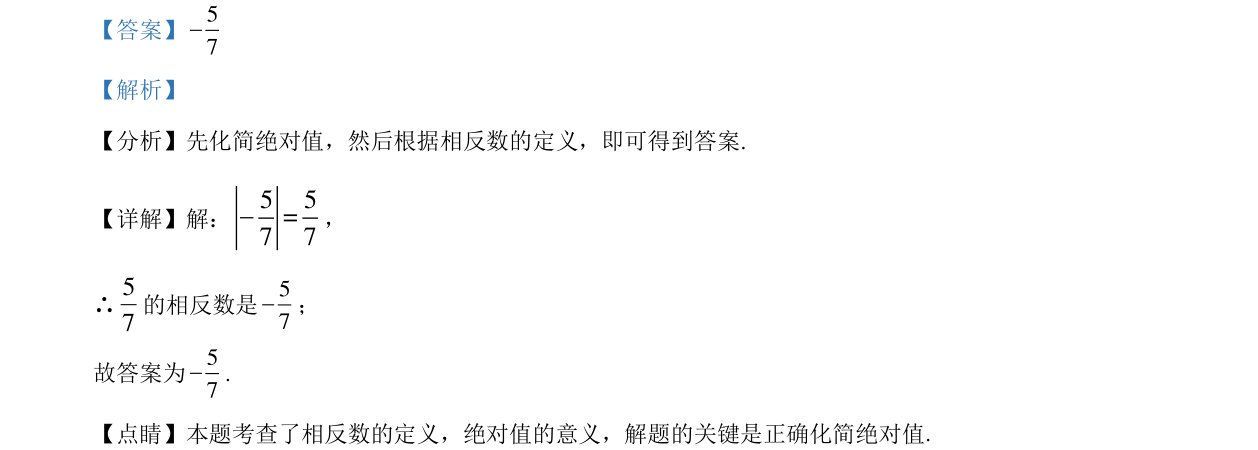 【答案】$-\frac{5}{7}$
【解析】
【分析】先化简绝对值，然后根据相反数的定义，即可得到答案.
【详解】解：$\left|-\frac{5}{7}\right|=\frac{5}{7}$，
∴$\frac{5}{7}$的相反数是$-\frac{5}{7}$；
故答案为$-\frac{5}{7}$.
【点睛】本题考查了相反数的定义，绝对值的意义，解题的关键是正确化简绝对值.